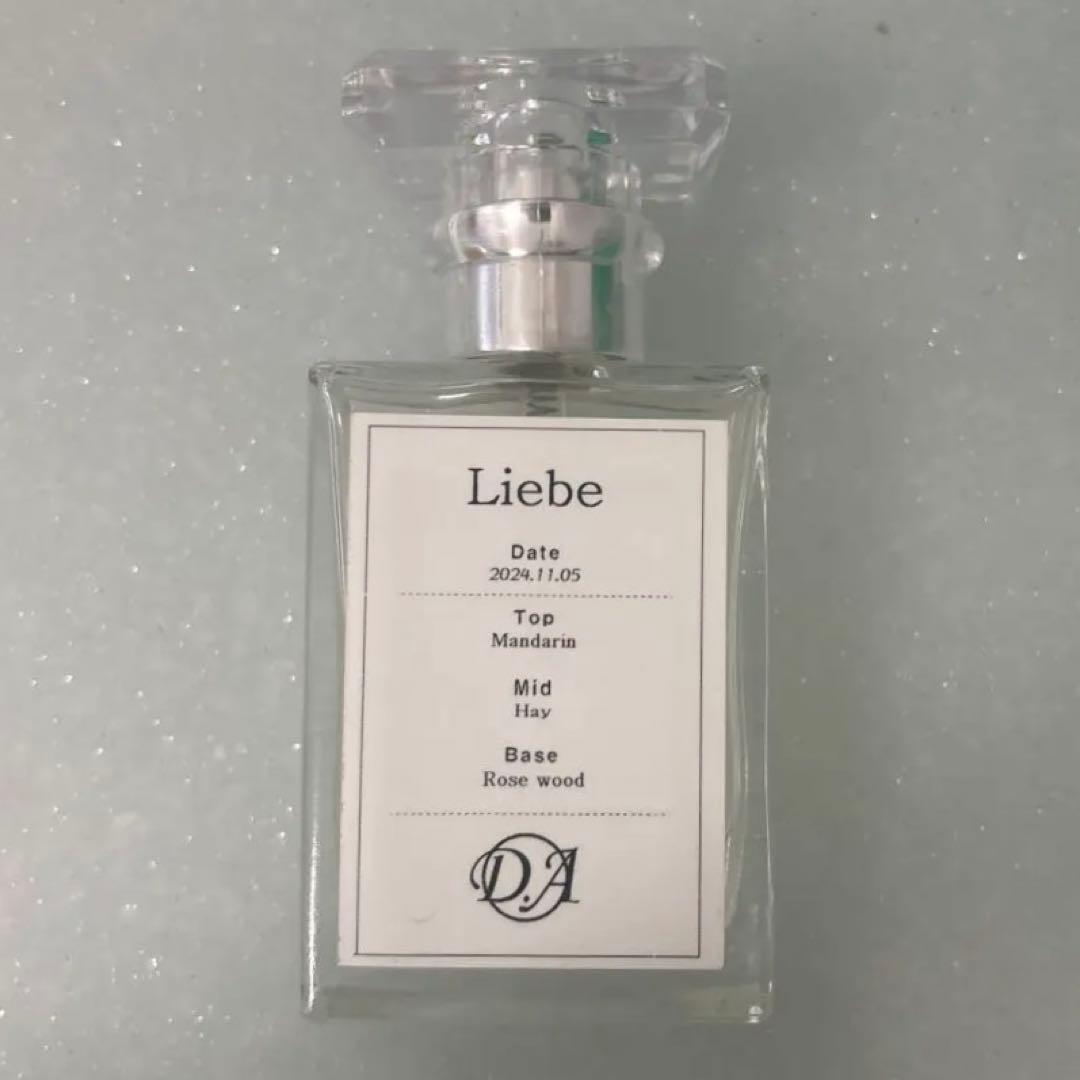 Liebe
Date
2024.11.05
Top
Mandarin
Mid
Hay
Base
Rose wood
D.A